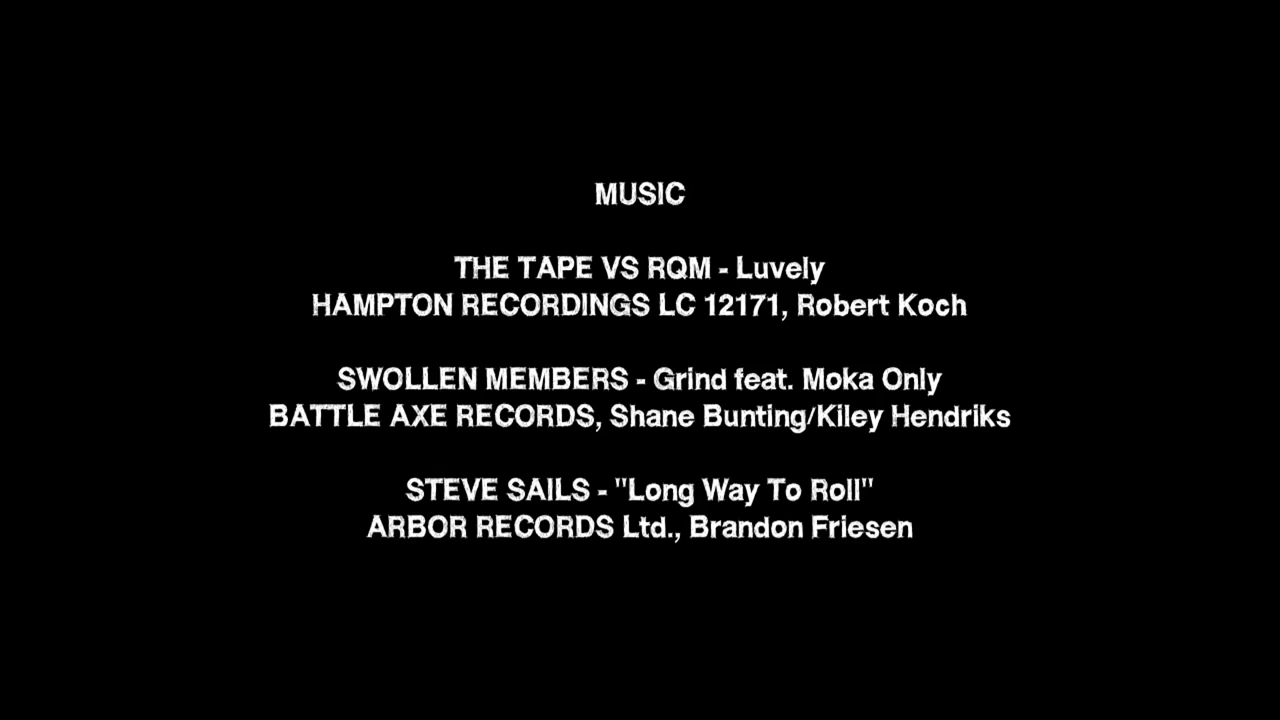 MUSIC
THE TAPE VS RQM - Luvely
HAMPTON RECORDINGS LC 12171, Robert Koch
SWOLLEN MEMBERS - Grind feat. Moka Only
BATTLE AXE RECORDS, Shane Bunting/Kiley Hendriks
STEVE SAILS - "Long Way To Roll"
ARBOR RECORDS Ltd., Brandon Friesen